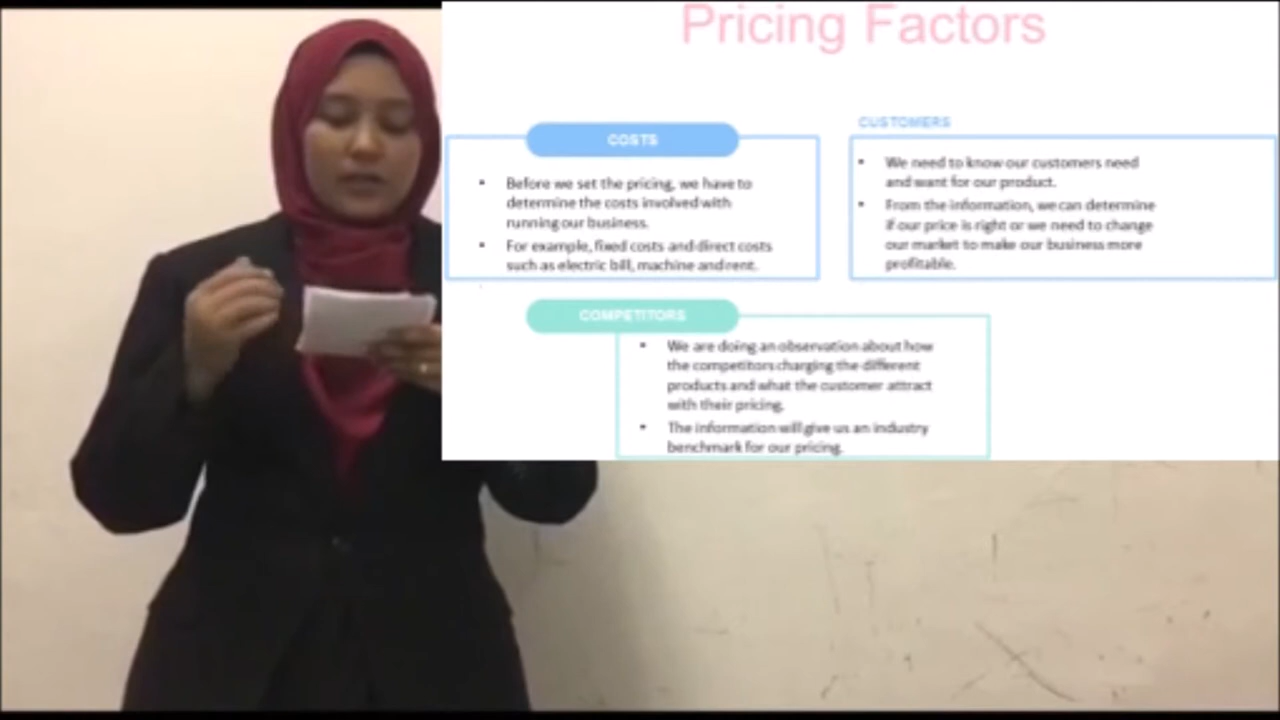 Pricing Factors
COSTS
Before we set the pricing, we have to
determine the costs involved with
running our business.
For example, fixed costs and direct costs
such as electric bill, machine and rent.
CUSTOMERS
We need to know our customers need
and want for our product.
From the information, we can determine
if our price is right or we need to change
our market to make our business more
profitable.
COMPETITORS
We are doing an observation about how
the competitors charging the different
products and what the customer attract
with their pricing.
The information will give us an industry
benchmark for our pricing.